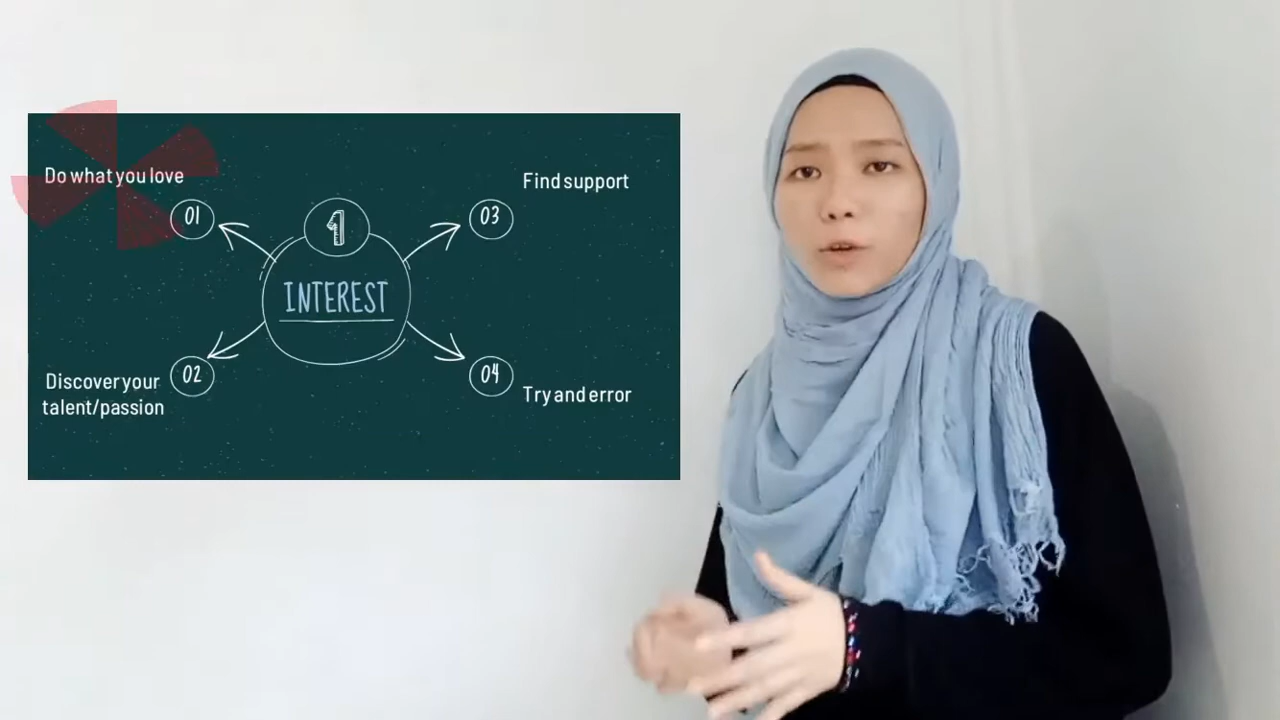 Do what you love
01
Discover your
talent/passion
02
1
INTEREST
Find support
03
Try and error
04